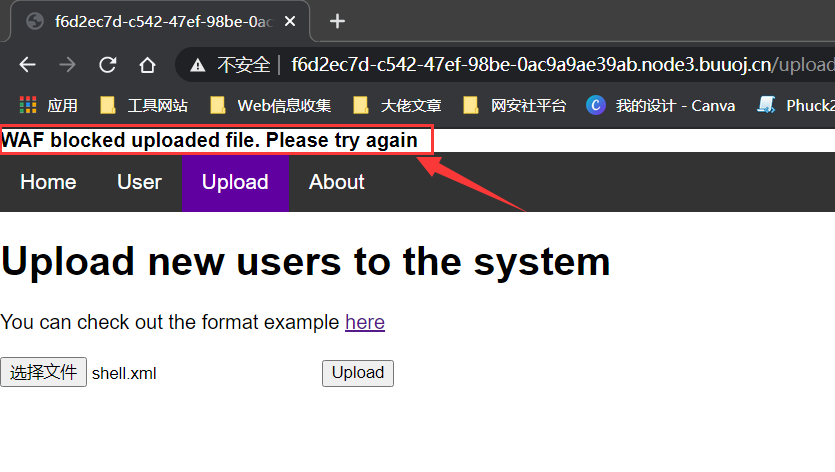 f6d2ec7d-c542-47ef-98be-0ac
不安全 f6d2ec7d-c542-47ef-98be-0ac9a9ae39ab.node3.buuoj.cn/upload
应用 工具网站 Web信息收集 大佬文章 网安社平台 我的设计 - Canva Phuck2
WAF blocked uploaded file. Please try again
Home User Upload About
Upload new users to the system
You can check out the format example here
选择文件 shell.xml Upload